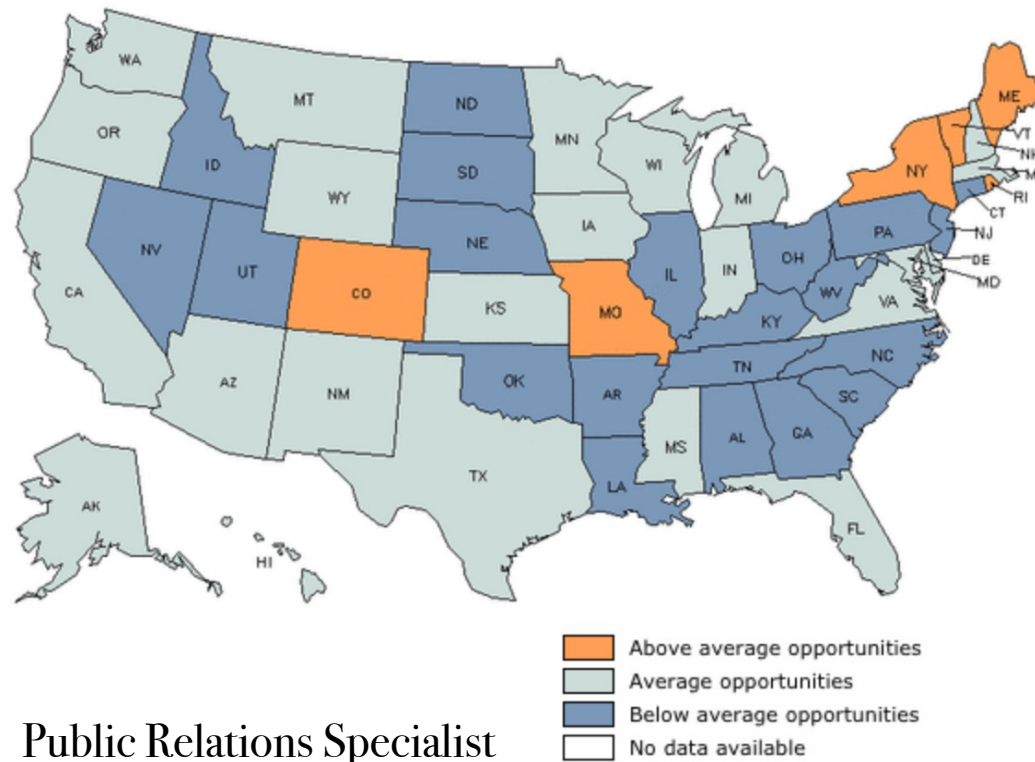 WA
MT
ND
MN
ME
VT
NH
M
RI
CT
NJ
DE
MD
OR
ID
SD
WI
MI
NY
WY
NE
IA
PA
NV
UT
CO
KS
MO
IL
IN
OH
WV
VA
KY
CA
AZ
NM
OK
AR
TN
NC
SC
MS
AL
GA
TX
LA
FL
AK
HI
Above average opportunities
Average opportunities
Below average opportunities
No data available
Public Relations Specialist